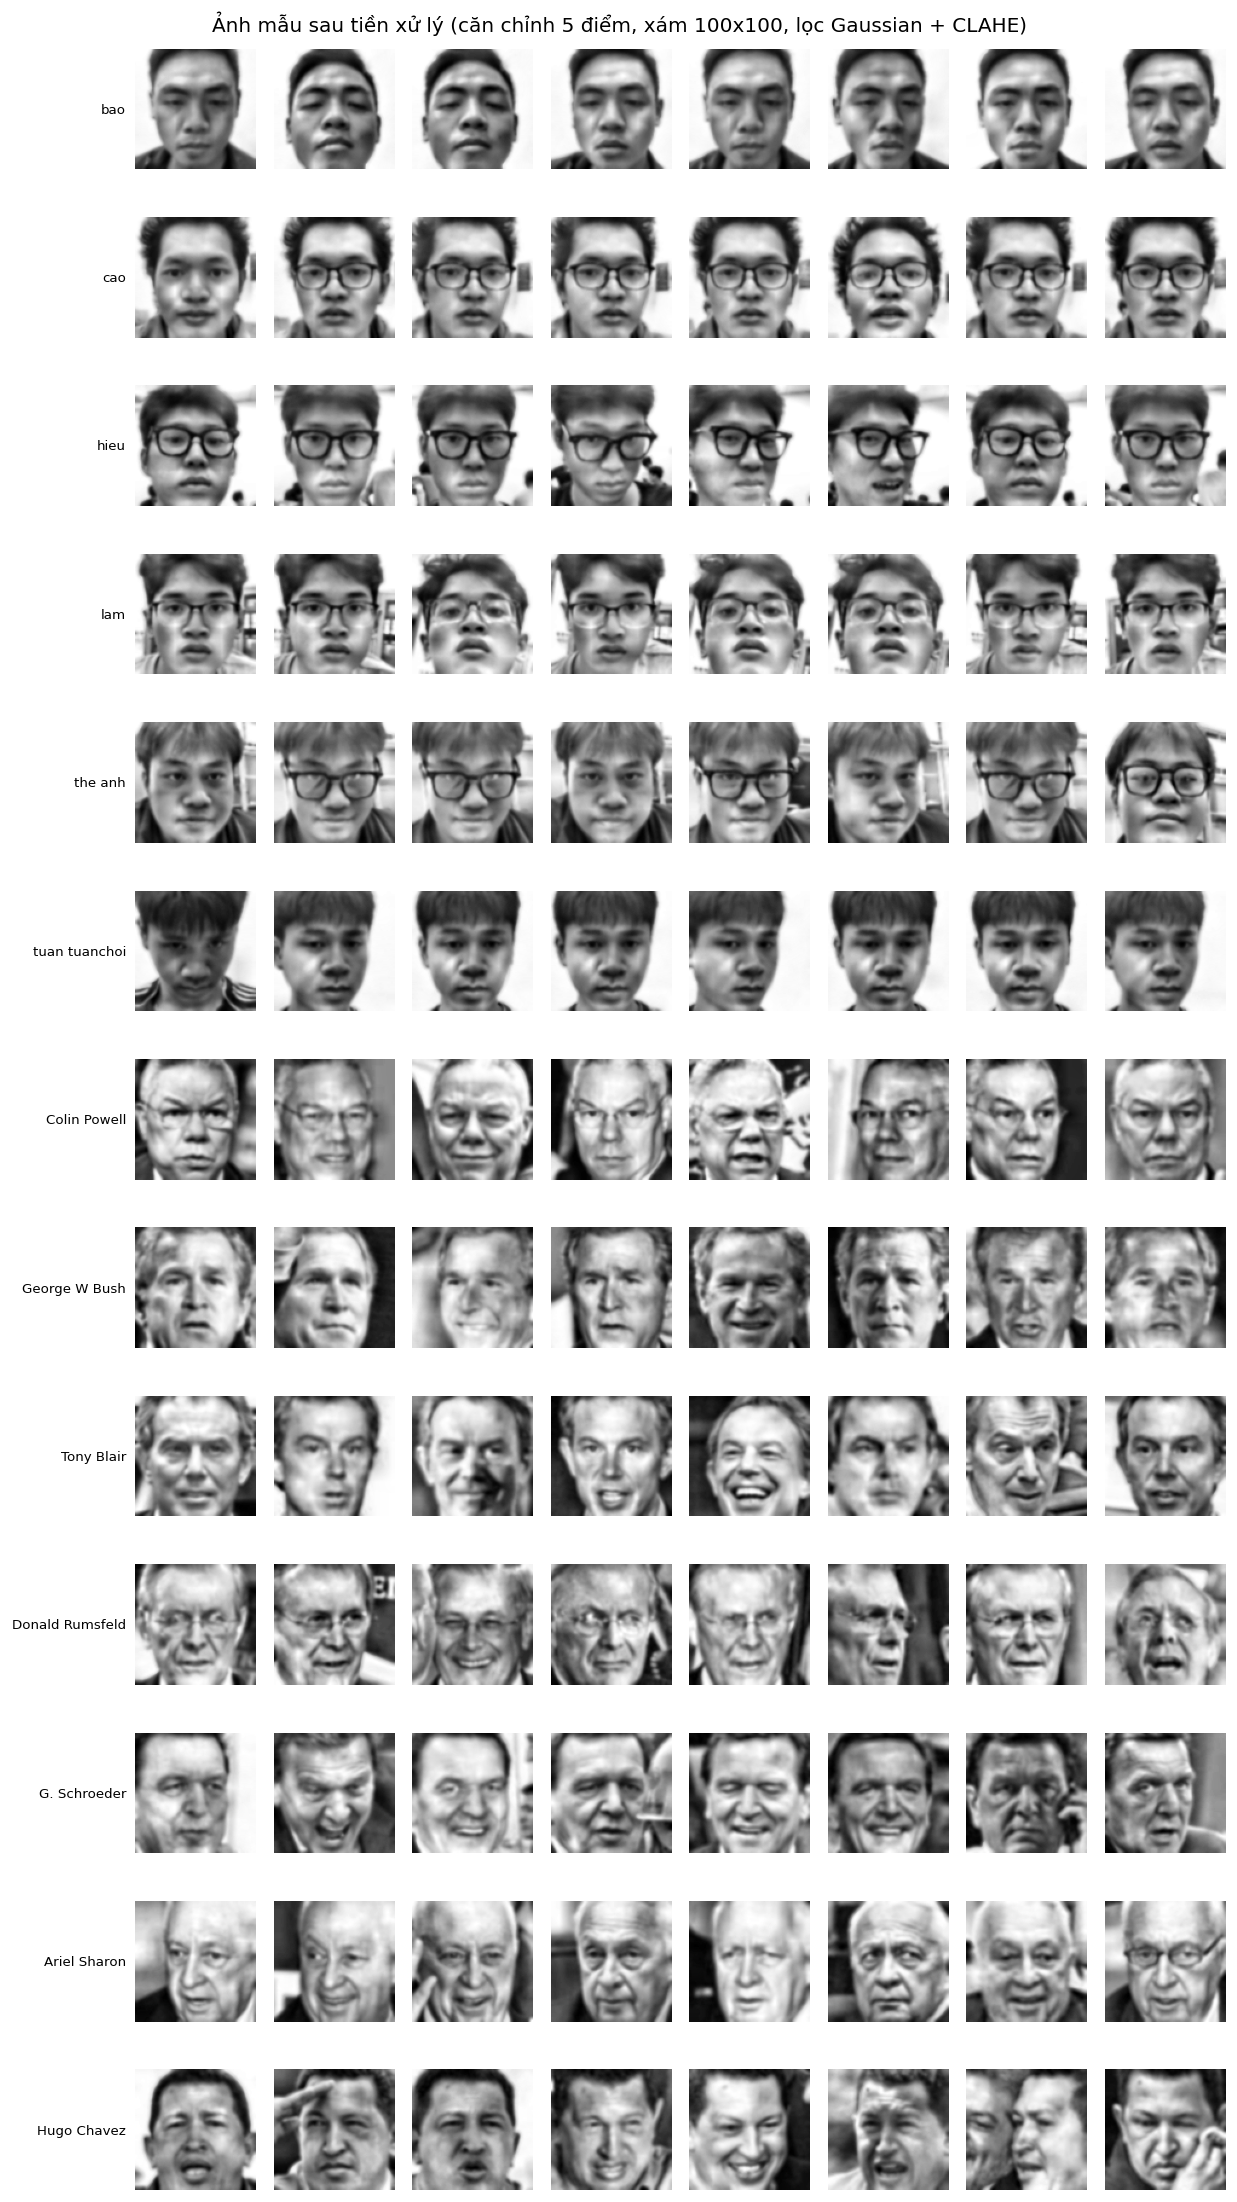 Ảnh mẫu sau tiền xử lý (căn chỉnh 5 điểm, xám 100x100, lọc Gaussian + CLAHE)
bao
cao
hieu
lam
the anh
tuan tuanchoi
Colin Powell
George W Bush
Tony Blair
Donald Rumsfeld
G. Schroeder
Ariel Sharon
Hugo Chavez